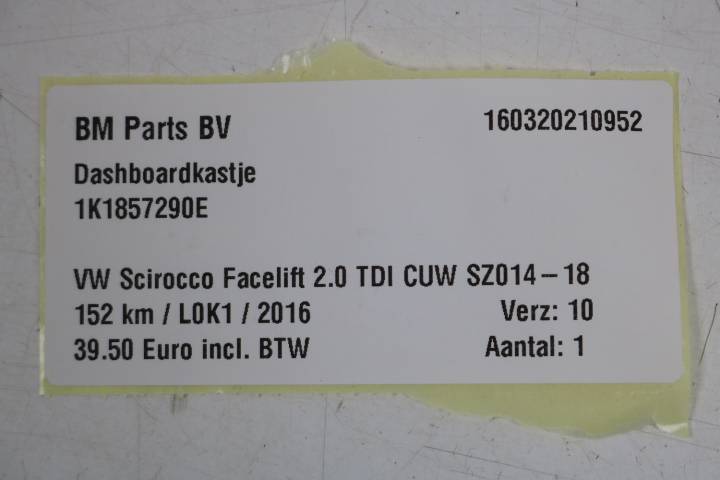 BM Parts BV 160320210952
Dashboardkastje
1K1857290E
VW Scirocco Facelift 2.0 TDI CUW SZ014-18
152 km / L0K1 / 2016 Verz: 10
39.50 Euro incl. BTW Aantal: 1